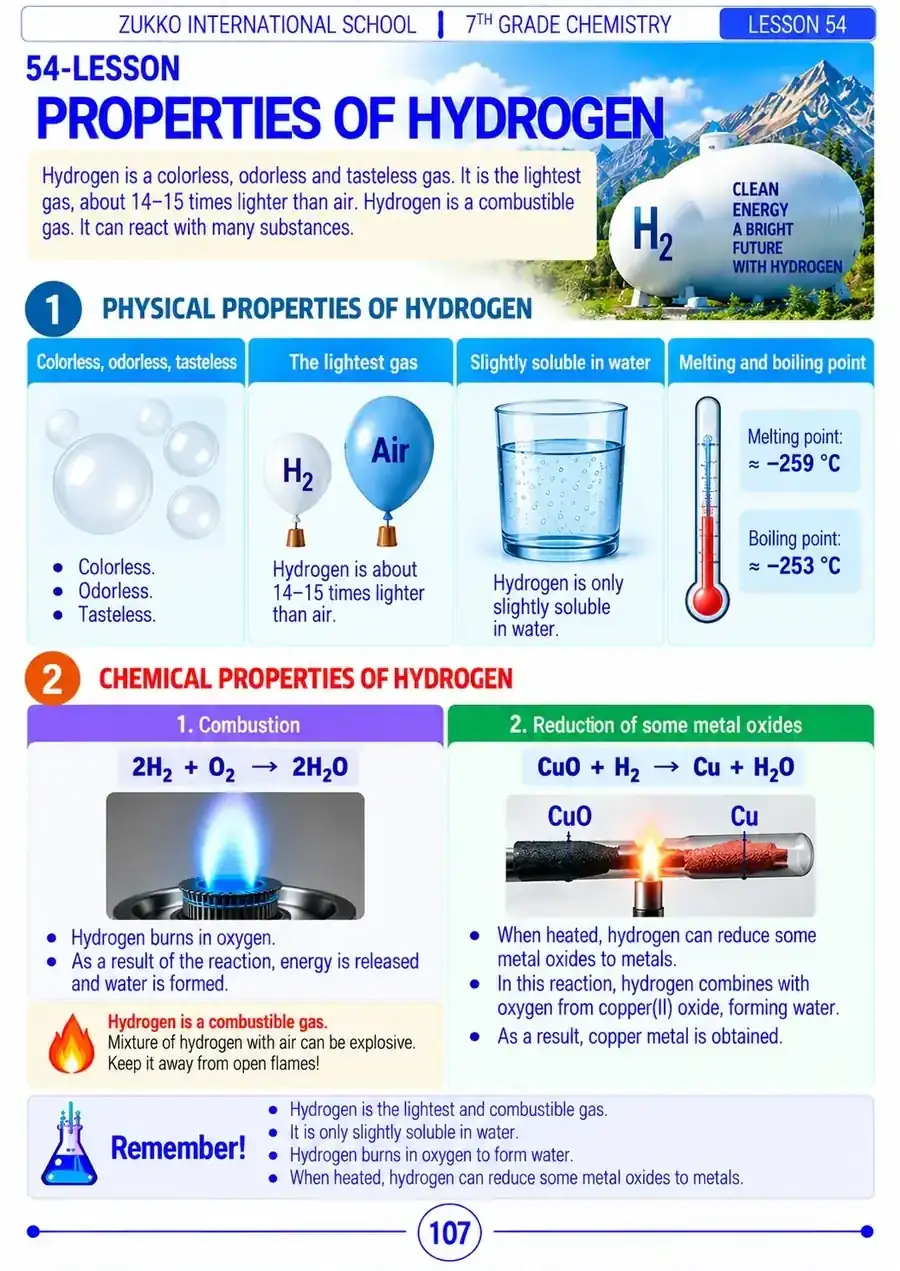 ZUKKO INTERNATIONAL SCHOOL | 7TH GRADE CHEMISTRY LESSON 54
54-LESSON
PROPERTIES OF HYDROGEN
Hydrogen is a colorless, odorless and tasteless gas. It is the lightest
gas, about 14–15 times lighter than air. Hydrogen is a combustible
gas. It can react with many substances.
H₂
CLEAN
ENERGY
A BRIGHT
FUTURE
WITH HYDROGEN
1 PHYSICAL PROPERTIES OF HYDROGEN
Colorless, odorless, tasteless
• Colorless.
• Odorless.
• Tasteless.
The lightest gas
H₂
Air
Hydrogen is about
14–15 times lighter
than air.
Slightly soluble in water
Hydrogen is only
slightly soluble
in water.
Melting and boiling point
Melting point:
≈ −259 °C
Boiling point:
≈ −253 °C
2 CHEMICAL PROPERTIES OF HYDROGEN
1. Combustion
2H₂ + O₂ → 2H₂O
• Hydrogen burns in oxygen.
• As a result of the reaction, energy is released
and water is formed.
Hydrogen is a combustible gas.
Mixture of hydrogen with air can be explosive.
Keep it away from open flames!
2. Reduction of some metal oxides
CuO + H₂ → Cu + H₂O
CuO
Cu
• When heated, hydrogen can reduce some
metal oxides to metals.
• In this reaction, hydrogen combines with
oxygen from copper(II) oxide, forming water.
• As a result, copper metal is obtained.
Remember!
• Hydrogen is the lightest and combustible gas.
• It is only slightly soluble in water.
• Hydrogen burns in oxygen to form water.
• When heated, hydrogen can reduce some metal oxides to metals.
107